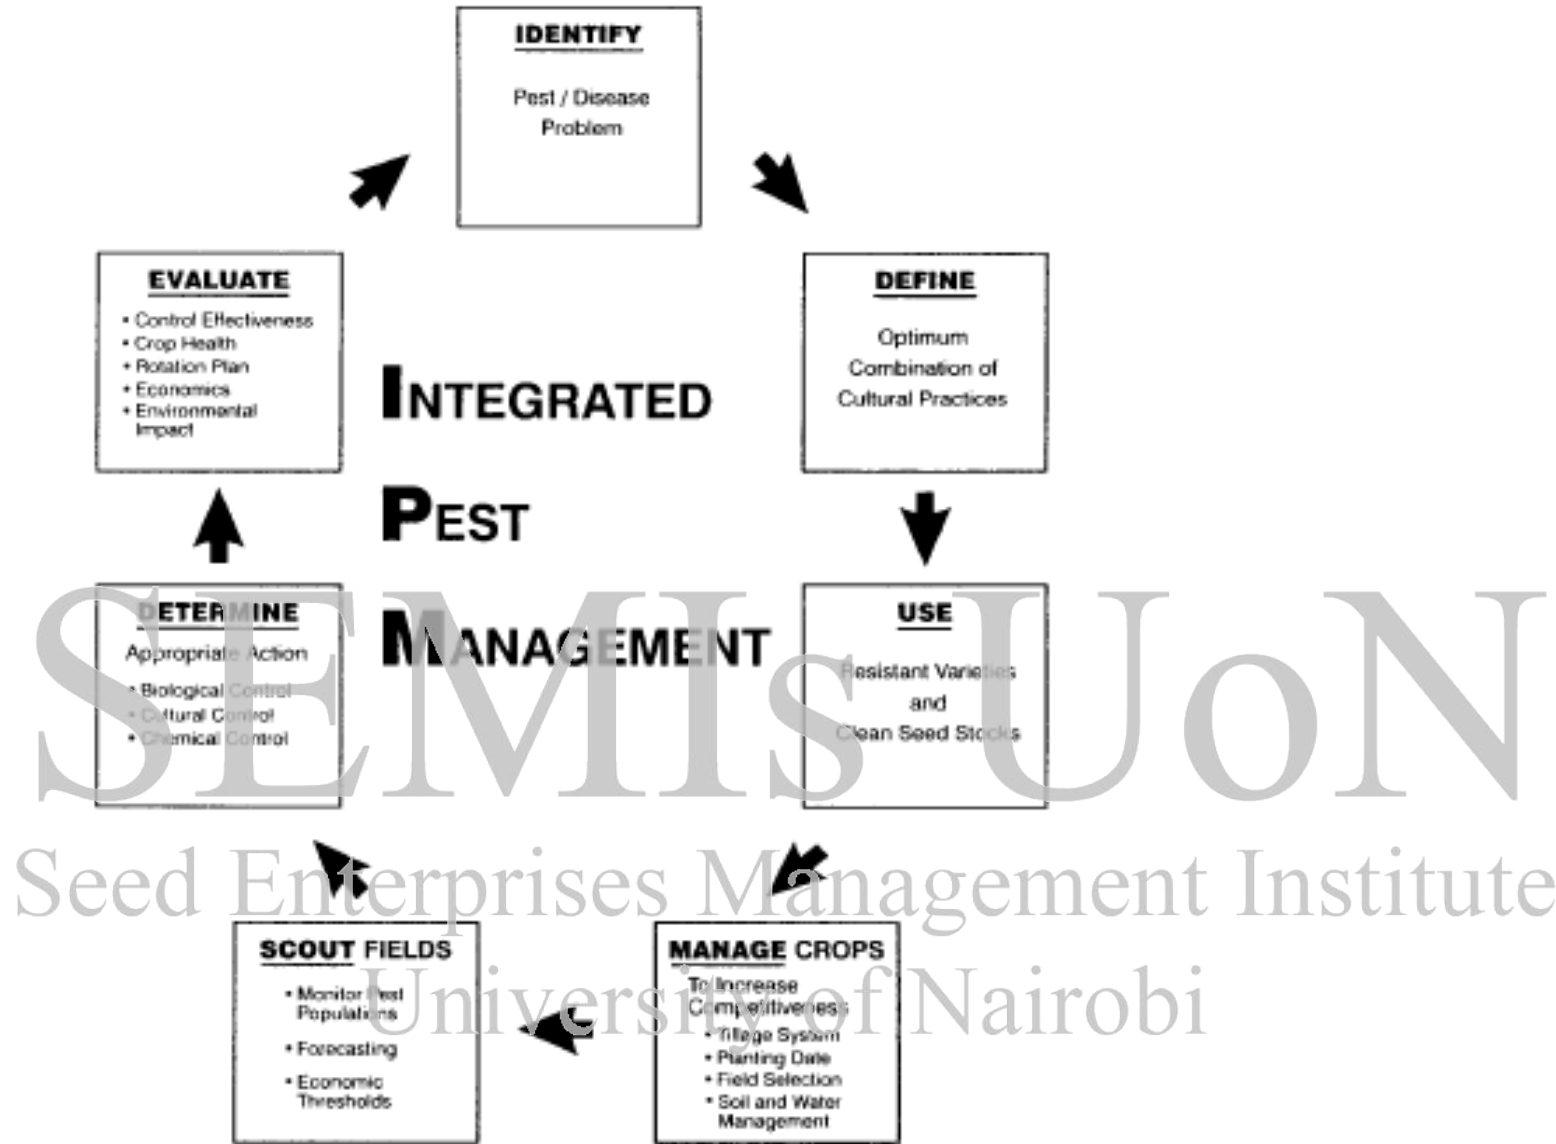 IDENTIFY
Pest / Disease
Problem
DEFINE
Optimum
Combination of
Cultural Practices
USE
Resistant Varieties
and
Clean Seed Stocks
MANAGE CROPS
To Increase
Competitiveness
• Tillage System
• Planting Date
• Field Selection
• Soil and Water
Management
SCOUT FIELDS
• Monitor Pest
Populations
• Forecasting
• Economic
Thresholds
DETERMINE
Appropriate Action
• Biological Control
• Cultural Control
• Chemical Control
EVALUATE
• Control Effectiveness
• Crop Health
• Rotation Plan
• Economics
• Environmental
Impact
INTEGRATED
PEST
MANAGEMENT
SEMIs UoN
Seed Enterprises Management Institute
University of Nairobi